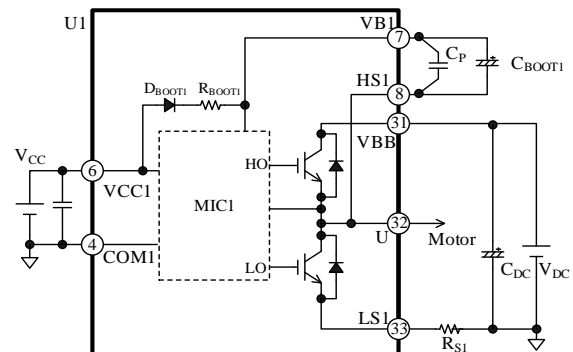 U1
VB1
7
CP
CBOOT1
DBOOT1
RBOOT1
HS1
8
31
VBB
VCC
6
VCC1
HO
MIC1
32
U
Motor
4
COM1
LO
CDC
VDC
LS1
33
RS1